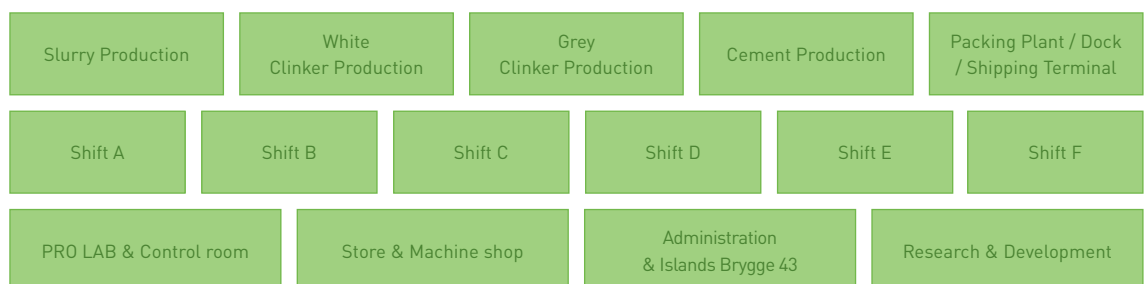 Slurry Production
White
Clinker Production
Grey
Clinker Production
Cement Production
Packing Plant / Dock
/ Shipping Terminal
Shift A
Shift B
Shift C
Shift D
Shift E
Shift F
PRO LAB & Control room
Store & Machine shop
Administration
& Islands Brygge 43
Research & Development